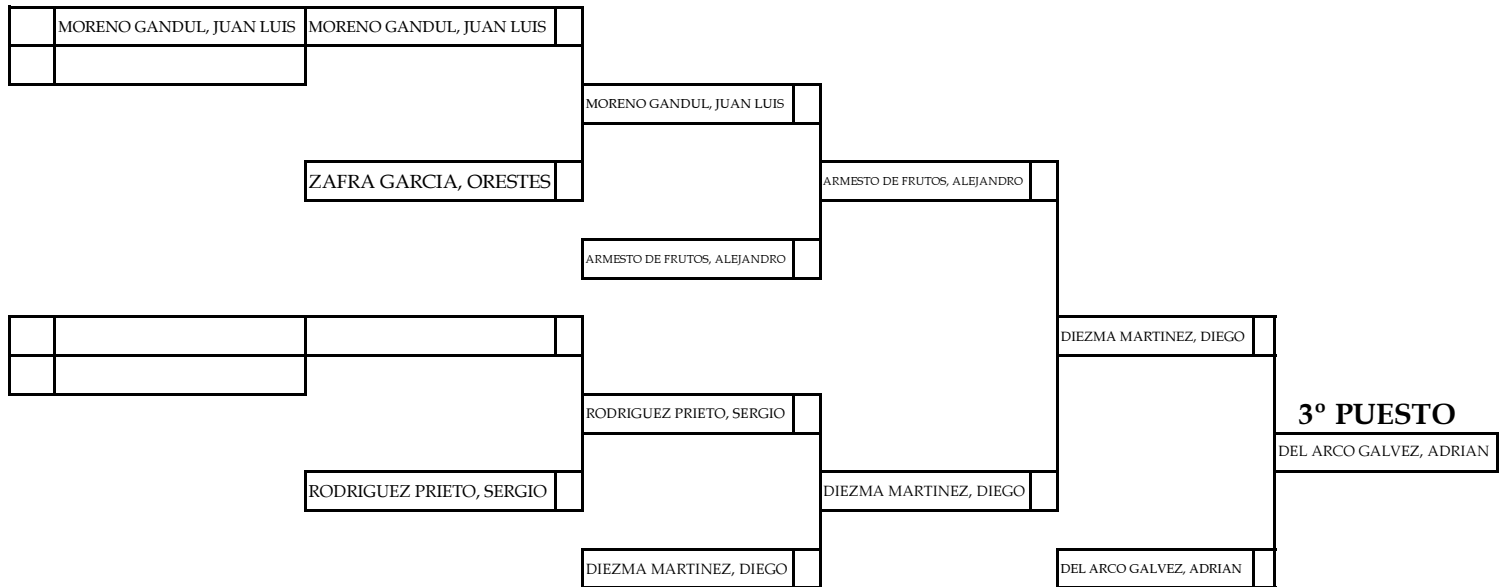 MORENO GANDUL, JUAN LUIS MORENO GANDUL, JUAN LUIS
MORENO GANDUL, JUAN LUIS
ZAFRA GARCIA, ORESTES
ARMESTO DE FRUTOS, ALEJANDRO
ARMESTO DE FRUTOS, ALEJANDRO
DIEZMA MARTINEZ, DIEGO
RODRIGUEZ PRIETO, SERGIO
3º PUESTO
DEL ARCO GALVEZ, ADRIAN
RODRIGUEZ PRIETO, SERGIO
DIEZMA MARTINEZ, DIEGO
DIEZMA MARTINEZ, DIEGO
DEL ARCO GALVEZ, ADRIAN